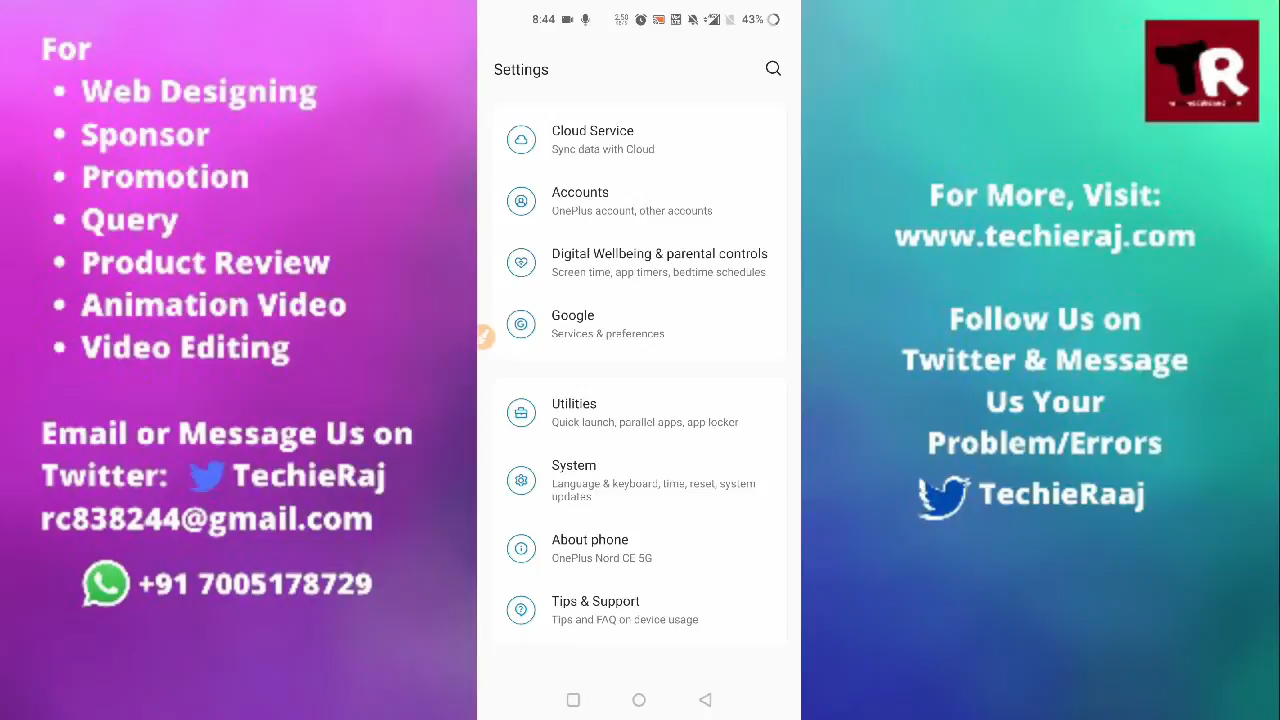 For
• Web Designing
• Sponsor
• Promotion
• Query
• Product Review
• Animation Video
• Video Editing
Email or Message Us on
Twitter: TechieRaj
rc838244@gmail.com
+91 7005178729
8:44
2.50
43%
Settings
Cloud Service
Sync data with Cloud
Accounts
OnePlus account, other accounts
Digital Wellbeing & parental controls
Screen time, app timers, bedtime schedules
Google
Services & preferences
Utilities
Quick launch, parallel apps, app locker
System
Language & keyboard, time, reset, system
updates
About phone
OnePlus Nord CE 5G
Tips & Support
Tips and FAQ on device usage
TR
For More, Visit:
www.techieraj.com
Follow Us on
Twitter & Message
Us Your
Problem/Errors
TechieRaaj